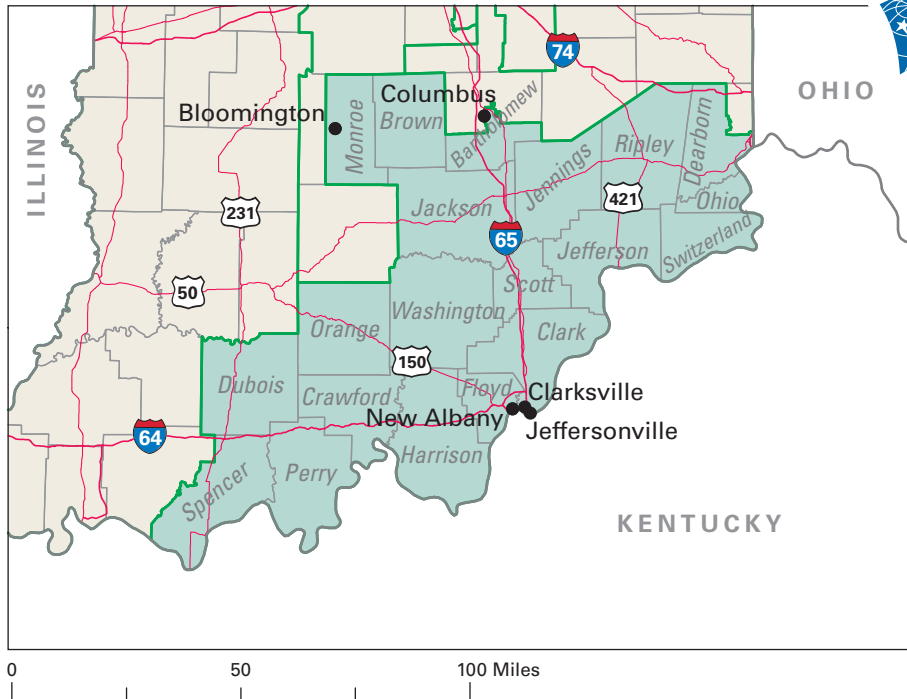 74
OHIO
ILLINOIS
Bloomington
Columbus
Monroe
Brown
Bartholomew
Jennings
Ripley
Dearborn
231
Jackson
421
Ohio
65
Jefferson
Switzerland
50
Scott
Washington
Orange
Clark
150
Dubois
Crawford
Floyd
Clarksville
New Albany
Jeffersonville
64
Harrison
Perry
Spencer
KENTUCKY
0 50 100 Miles